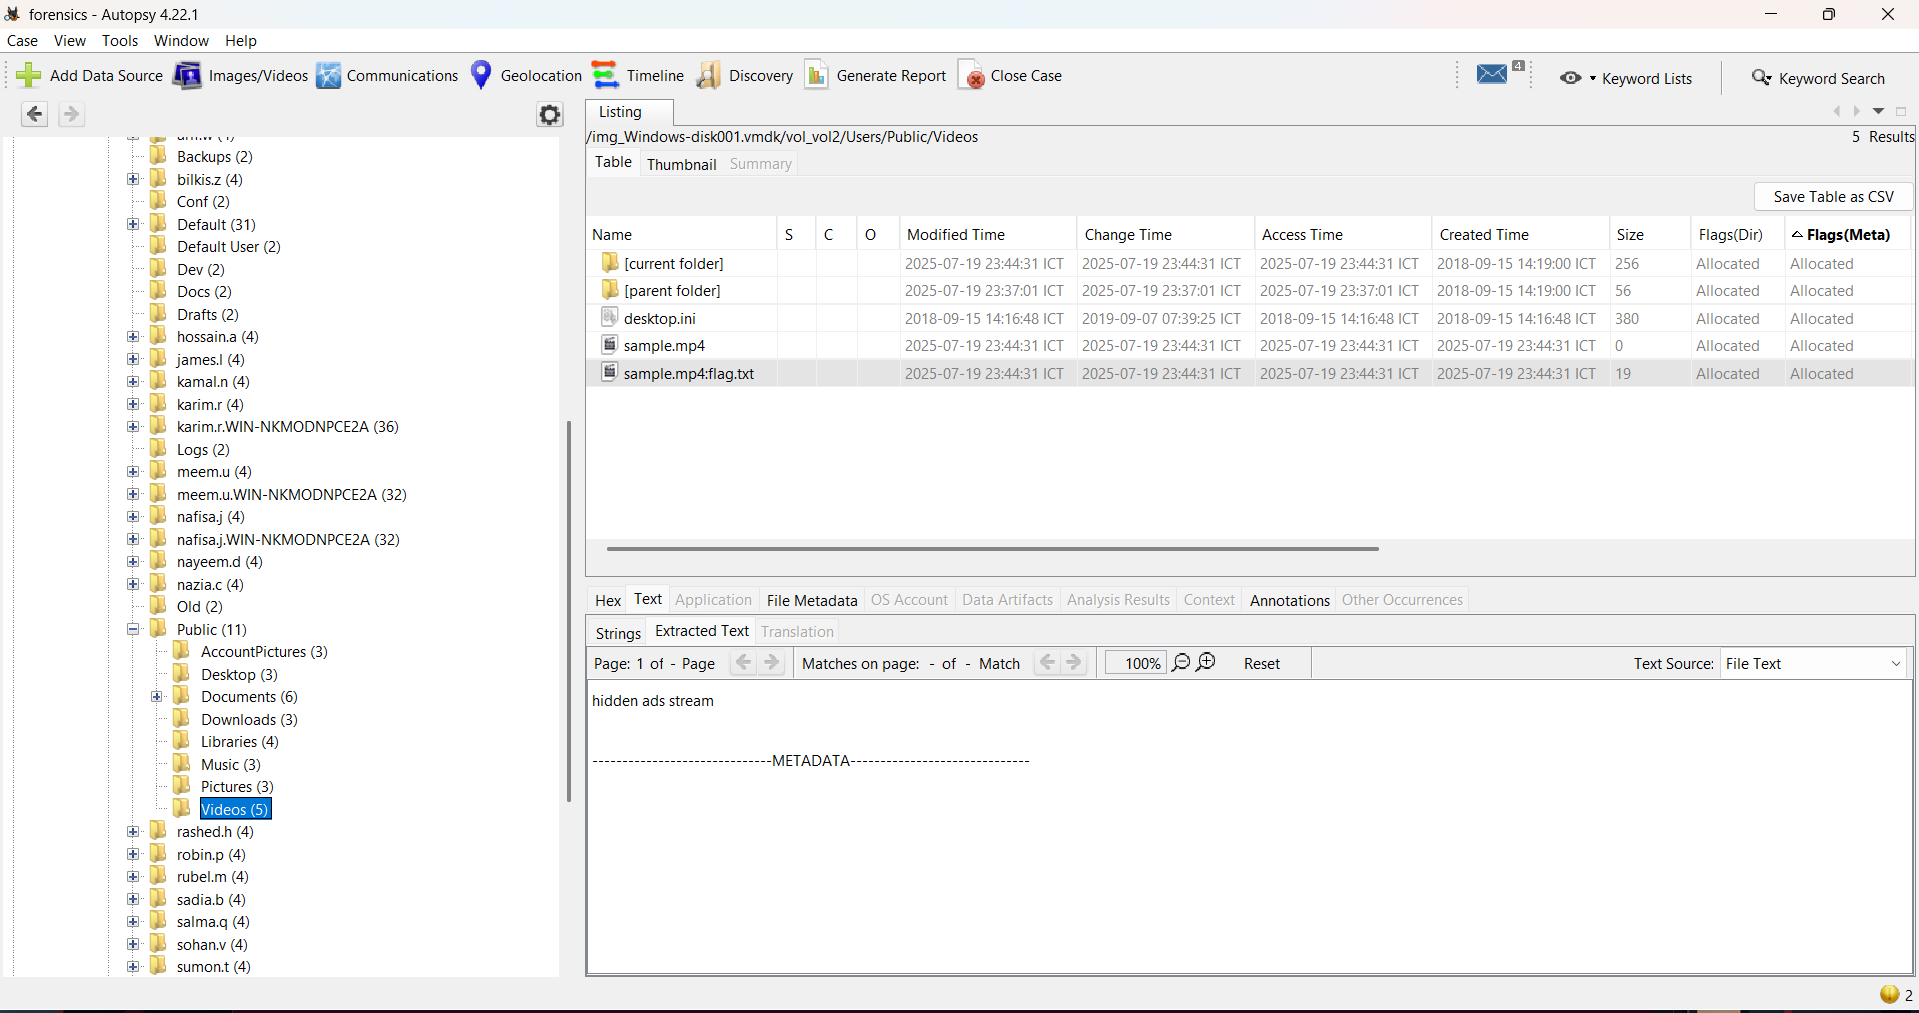 forensics - Autopsy 4.22.1
Case View Tools Window Help
Add Data Source Images/Videos Communications Geolocation Timeline Discovery Generate Report Close Case 4 Keyword Lists Keyword Search
Listing
/img_Windows-disk001.vmdk/vol_vol2/Users/Public/Videos 5 Results
Table Thumbnail Summary
Save Table as CSV
Name S C O Modified Time Change Time Access Time Created Time Size Flags(Dir) Flags(Meta)
[current folder] 2025-07-19 23:44:31 ICT 2025-07-19 23:44:31 ICT 2025-07-19 23:44:31 ICT 2018-09-15 14:19:00 ICT 256 Allocated Allocated
[parent folder] 2025-07-19 23:37:01 ICT 2025-07-19 23:37:01 ICT 2025-07-19 23:37:01 ICT 2018-09-15 14:19:00 ICT 56 Allocated Allocated
desktop.ini 2018-09-15 14:16:48 ICT 2019-09-07 07:39:25 ICT 2018-09-15 14:16:48 ICT 2018-09-15 14:16:48 ICT 380 Allocated Allocated
sample.mp4 2025-07-19 23:44:31 ICT 2025-07-19 23:44:31 ICT 2025-07-19 23:44:31 ICT 2025-07-19 23:44:31 ICT 0 Allocated Allocated
sample.mp4:flag.txt 2025-07-19 23:44:31 ICT 2025-07-19 23:44:31 ICT 2025-07-19 23:44:31 ICT 2025-07-19 23:44:31 ICT 19 Allocated Allocated
Hex Text Application File Metadata OS Account Data Artifacts Analysis Results Context Annotations Other Occurrences
Strings Extracted Text Translation
Page: 1 of - Page Matches on page: - of - Match 100% Reset Text Source: File Text
hidden ads stream
------------------------------METADATA------------------------------
Backups (2)
bilkis.z (4)
Conf (2)
Default (31)
Default User (2)
Dev (2)
Docs (2)
Drafts (2)
hossain.a (4)
james.l (4)
kamal.n (4)
karim.r (4)
karim.r.WIN-NKMODNPCE2A (36)
Logs (2)
meem.u (4)
meem.u.WIN-NKMODNPCE2A (32)
nafisa.j (4)
nafisa.j.WIN-NKMODNPCE2A (32)
nayeem.d (4)
nazia.c (4)
Old (2)
Public (11)
AccountPictures (3)
Desktop (3)
Documents (6)
Downloads (3)
Libraries (4)
Music (3)
Pictures (3)
Videos (5)
rashed.h (4)
robin.p (4)
rubel.m (4)
sadia.b (4)
salma.q (4)
sohan.v (4)
sumon.t (4)
2